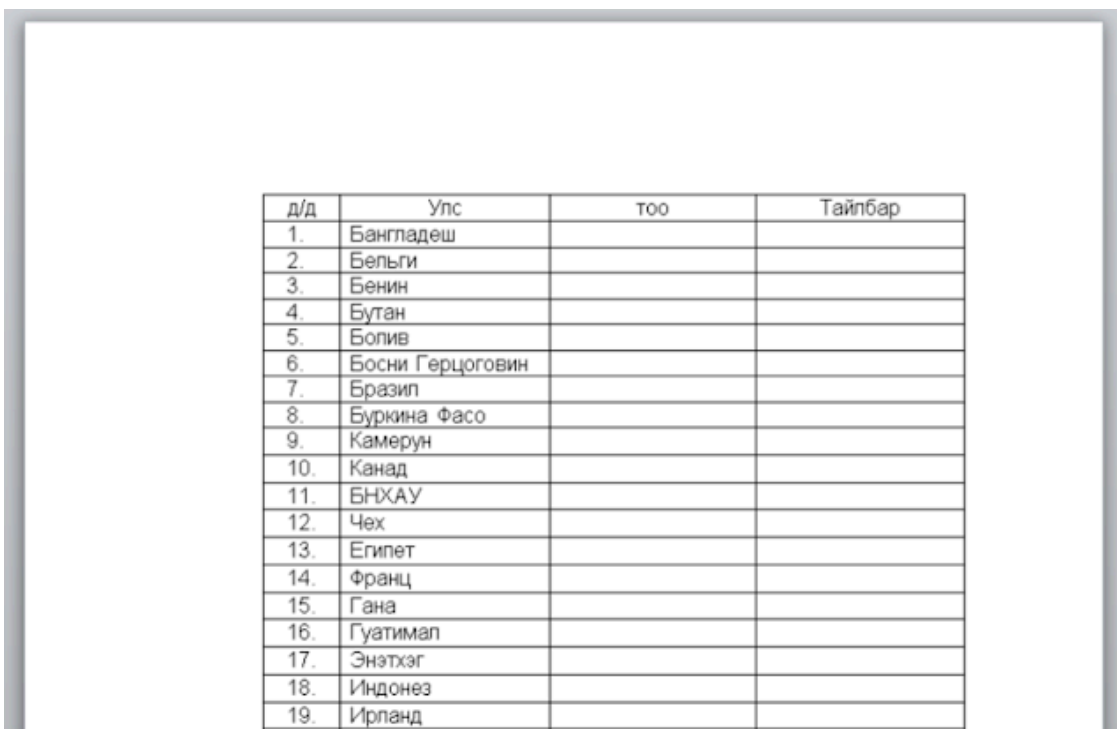 д/д Улс тоо Тайлбар
1. Бангладеш
2. Бельги
3. Бенин
4. Бутан
5. Болив
6. Босни Герцоговин
7. Бразил
8. Буркина Фасо
9. Камерун
10. Канад
11. БНХАУ
12. Чех
13. Египет
14. Франц
15. Гана
16. Гуатимал
17. Энэтхэг
18. Индонез
19. Ирланд